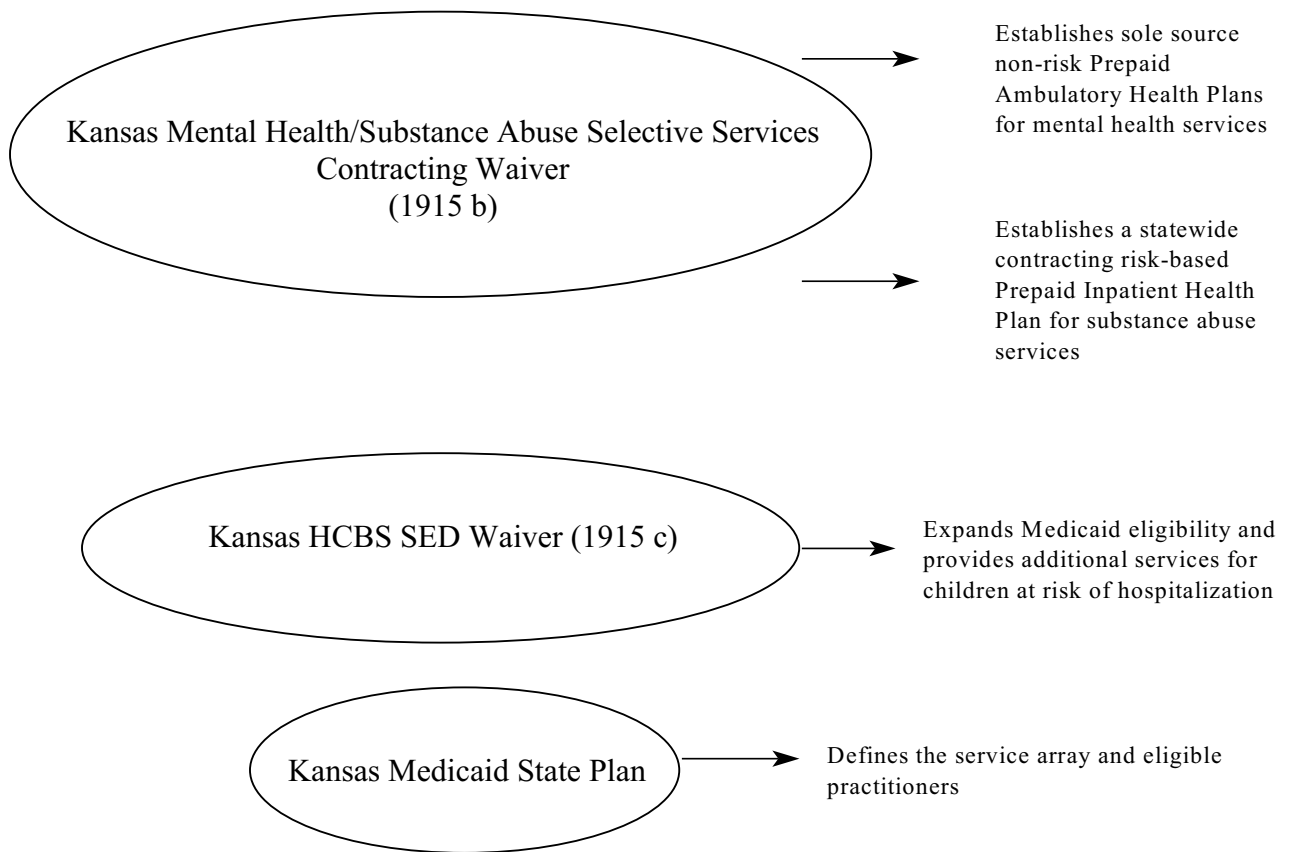 Establishes sole source
non-risk Prepaid
Ambulatory Health Plans
for mental health services
Kansas Mental Health/Substance Abuse Selective Services
Contracting Waiver
(1915 b)
Establishes a statewide
contracting risk-based
Prepaid Inpatient Health
Plan for substance abuse
services
Kansas HCBS SED Waiver (1915 c)
Expands Medicaid eligibility and
provides additional services for
children at risk of hospitalization
Kansas Medicaid State Plan
Defines the service array and eligible
practitioners